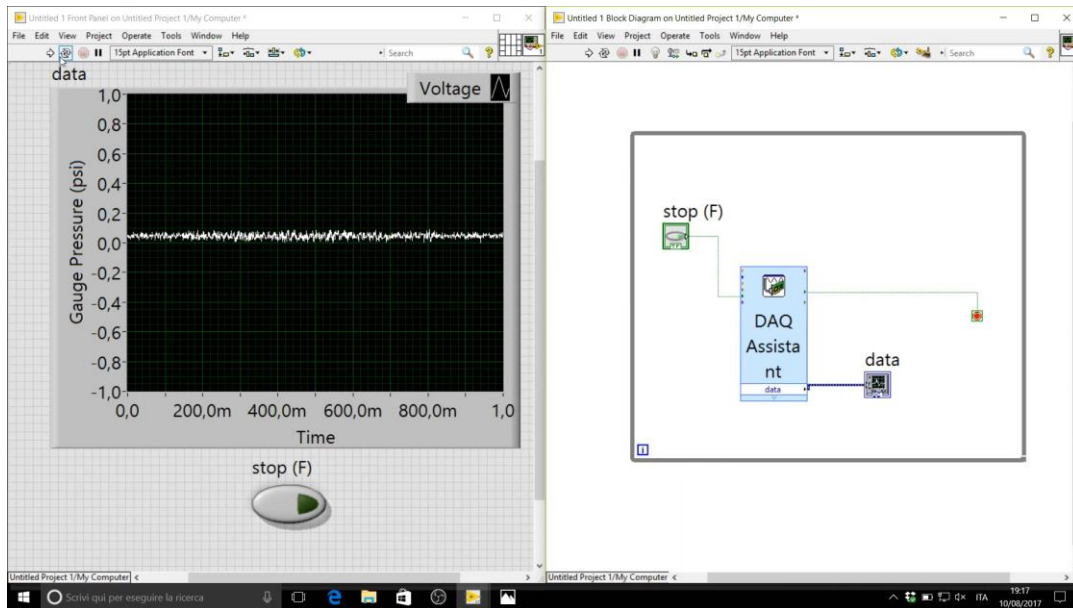 Untitled 1 Front Panel on Untitled Project 1/My Computer *
File Edit View Project Operate Tools Window Help
15pt Application Font
Search
data
Voltage
Gauge Pressure (psi)
1,0
0,8
0,6
0,4
0,2
0,0
-0,2
-0,4
-0,6
-0,8
-1,0
0,0 200,0m 400,0m 600,0m 800,0m 1,0
Time
stop (F)
Untitled Project 1/My Computer
Untitled 1 Block Diagram on Untitled Project 1/My Computer *
File Edit View Project Operate Tools Window Help
15pt Application Font
Search
stop (F)
DAQ
Assista
nt
data
data
i
Untitled Project 1/My Computer
Scrivi qui per eseguire la ricerca
ITA
19:17
10/08/2017